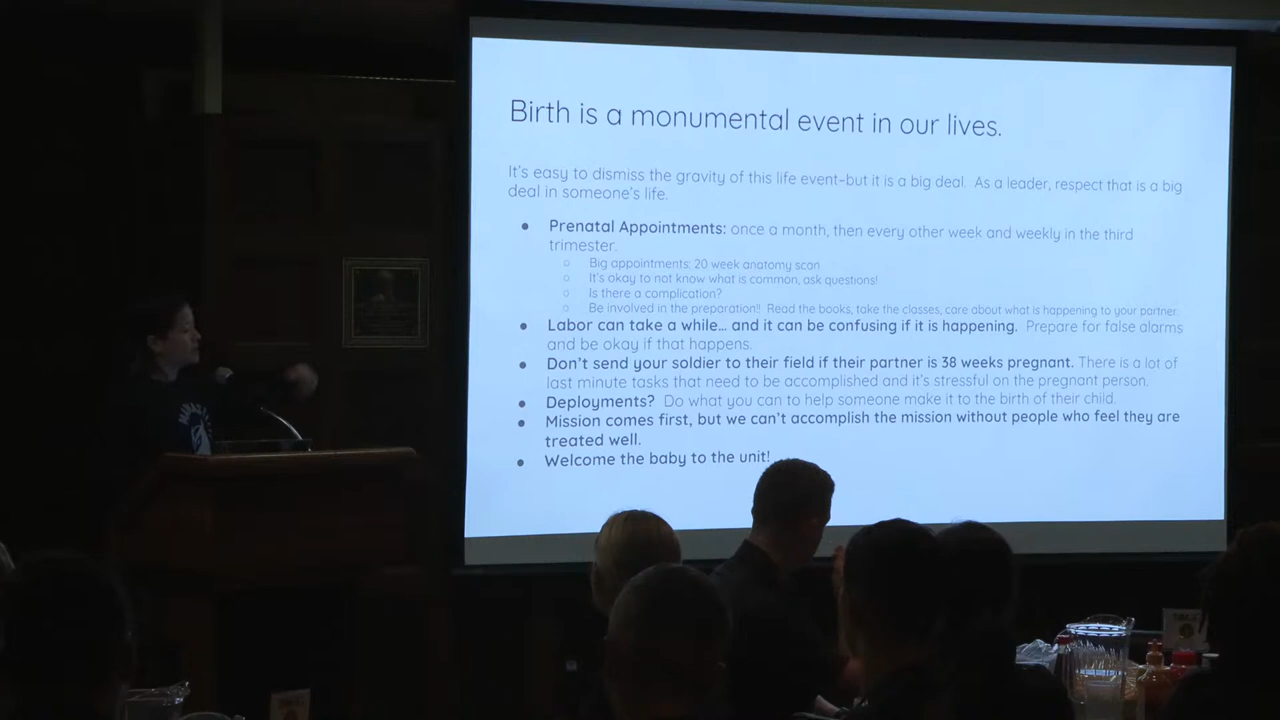 Birth is a monumental event in our lives.
It's easy to dismiss the gravity of this life event–but it is a big deal. As a leader, respect that is a big
deal in someone's life.
● Prenatal Appointments: once a month, then every other week and weekly in the third
trimester.
○ Big appointments: 20 week anatomy scan
○ It's okay to not know what is common, ask questions!
○ Is there a complication?
○ Be involved in the preparation!! Read the books, take the classes, care about what is happening to your partner.
● Labor can take a while... and it can be confusing if it is happening. Prepare for false alarms
and be okay if that happens.
● Don't send your soldier to their field if their partner is 38 weeks pregnant. There is a lot of
last minute tasks that need to be accomplished and it's stressful on the pregnant person.
● Deployments? Do what you can to help someone make it to the birth of their child.
● Mission comes first, but we can't accomplish the mission without people who feel they are
treated well.
● Welcome the baby to the unit!